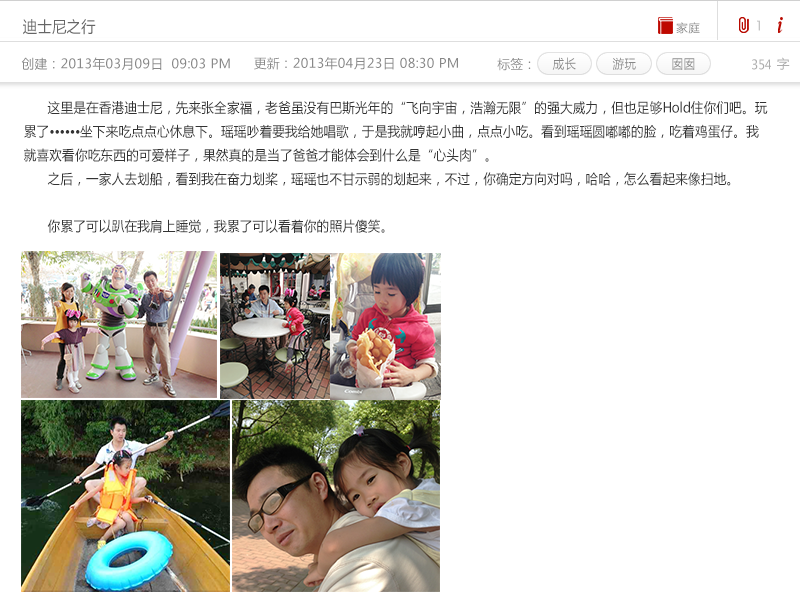 迪士尼之行
家庭
1
i
创建：2013年03月09日 09:03 PM
更新：2013年04月23日 08:30 PM
标签：
成长
游玩
囡囡
354 字
这里是在香港迪士尼，先来张全家福，老爸虽没有巴斯光年的“飞向宇宙，浩瀚无限”的强大威力，但也足够Hold住你们吧。玩
累了••••••坐下来吃点点心休息下。瑶瑶吵着要我给她唱歌，于是我就哼起小曲，点点小吃。看到瑶瑶圆嘟嘟的脸，吃着鸡蛋仔。我
就喜欢看你吃东西的可爱样子，果然真的是当了爸爸才能体会到什么是“心头肉”。
之后，一家人去划船，看到我在奋力划桨，瑶瑶也不甘示弱的划起来，不过，你确定方向对吗，哈哈，怎么看起来像扫地。
你累了可以趴在我肩上睡觉，我累了可以看着你的照片傻笑。